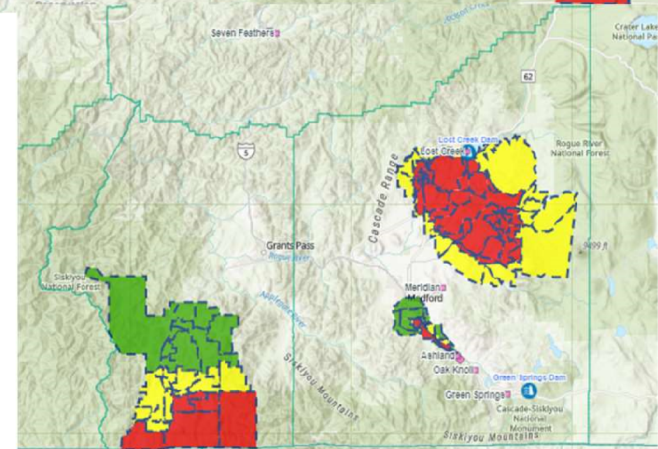 Seven Feathers
Crater Lake
National Pa
62
Lost Creek Dam
Lost Creek
Rogue River
National Forest
5
Cascade Range
Grants Pass
Rogue River
9499 ft
Siskiyou
National Forest
Meridian
Medford
Applegate River
Ashland
Oak Knoll
Siskiyou Mountains
Green Springs Dam
Green Springs
Cascade-Siskiyou
National
Monument
Siskiyou Mountains